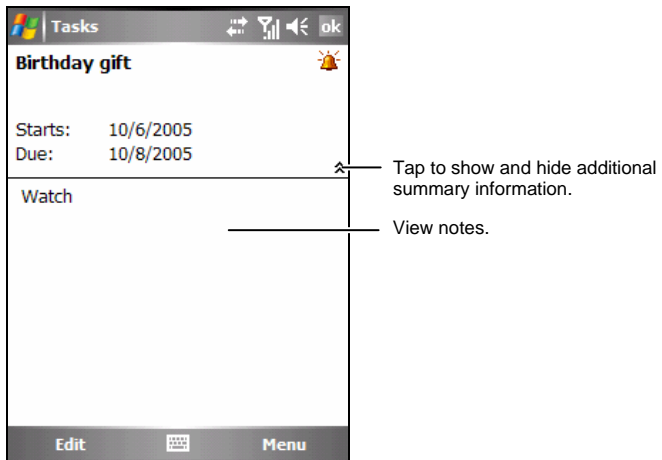 Tasks ok
Birthday gift
Starts: 10/6/2005
Due: 10/8/2005
Tap to show and hide additional
summary information.
Watch
View notes.
Edit Menu